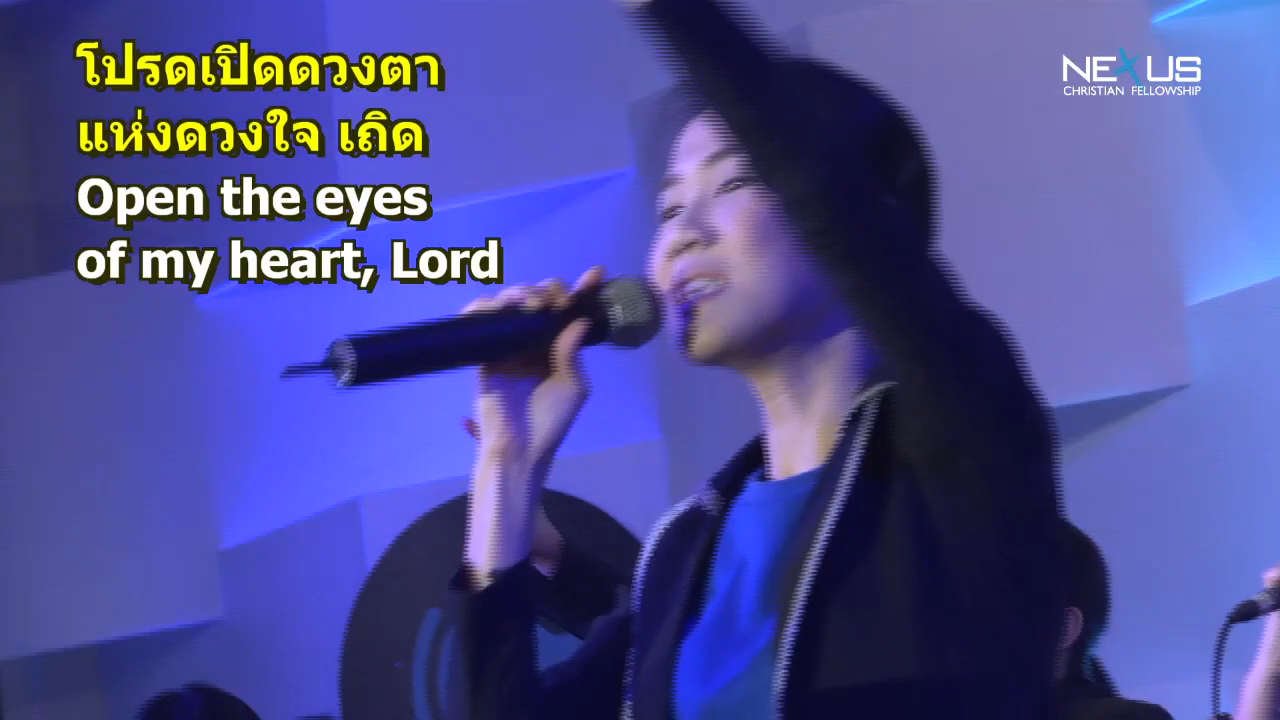 โปรดเปิดดวงตา
แห่งดวงใจ เถิด
Open the eyes
of my heart, Lord
NEXUS
CHRISTIAN FELLOWSHIP